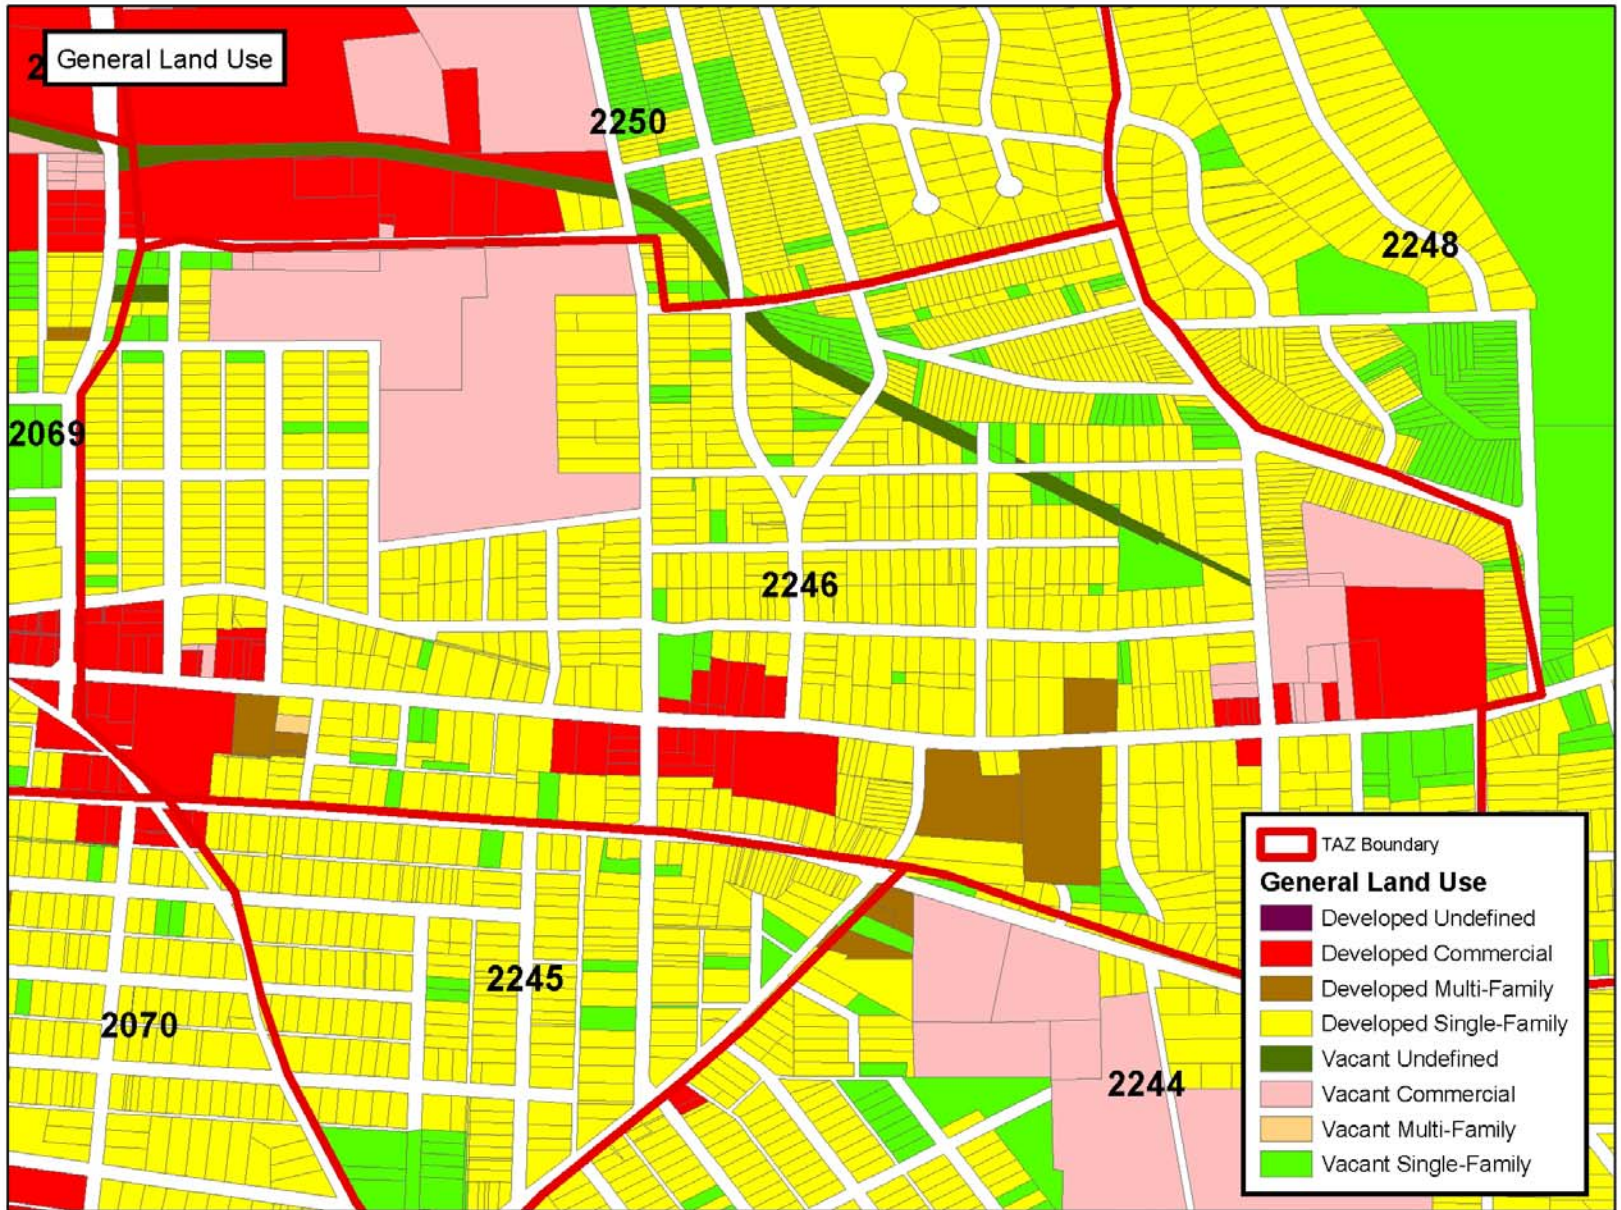 2
General Land Use
2250
2248
2069
2246
2245
2070
2244
TAZ Boundary
General Land Use
Developed Undefined
Developed Commercial
Developed Multi-Family
Developed Single-Family
Vacant Undefined
Vacant Commercial
Vacant Multi-Family
Vacant Single-Family